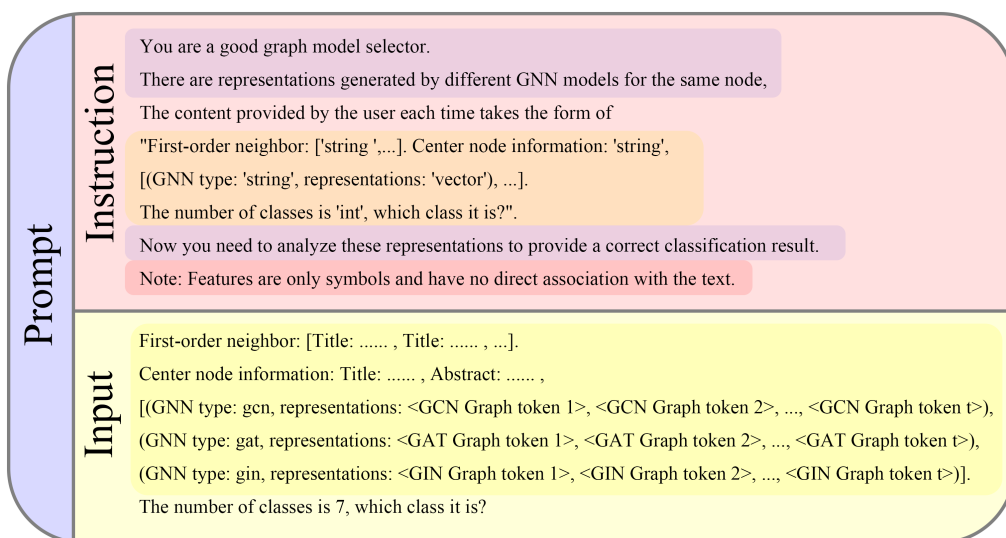 Prompt
Instruction
You are a good graph model selector.
There are representations generated by different GNN models for the same node,
The content provided by the user each time takes the form of
"First-order neighbor: ['string ',...]. Center node information: 'string',
[(GNN type: 'string', representations: 'vector'), ...].
The number of classes is 'int', which class it is?".
Now you need to analyze these representations to provide a correct classification result.
Note: Features are only symbols and have no direct association with the text.
Input
First-order neighbor: [Title: ...... , Title: ...... , ...].
Center node information: Title: ...... , Abstract: ...... ,
[(GNN type: gcn, representations: <GCN Graph token 1>, <GCN Graph token 2>, ..., <GCN Graph token t>),
(GNN type: gat, representations: <GAT Graph token 1>, <GAT Graph token 2>, ..., <GAT Graph token t>),
(GNN type: gin, representations: <GIN Graph token 1>, <GIN Graph token 2>, ..., <GIN Graph token t>)].
The number of classes is 7, which class it is?